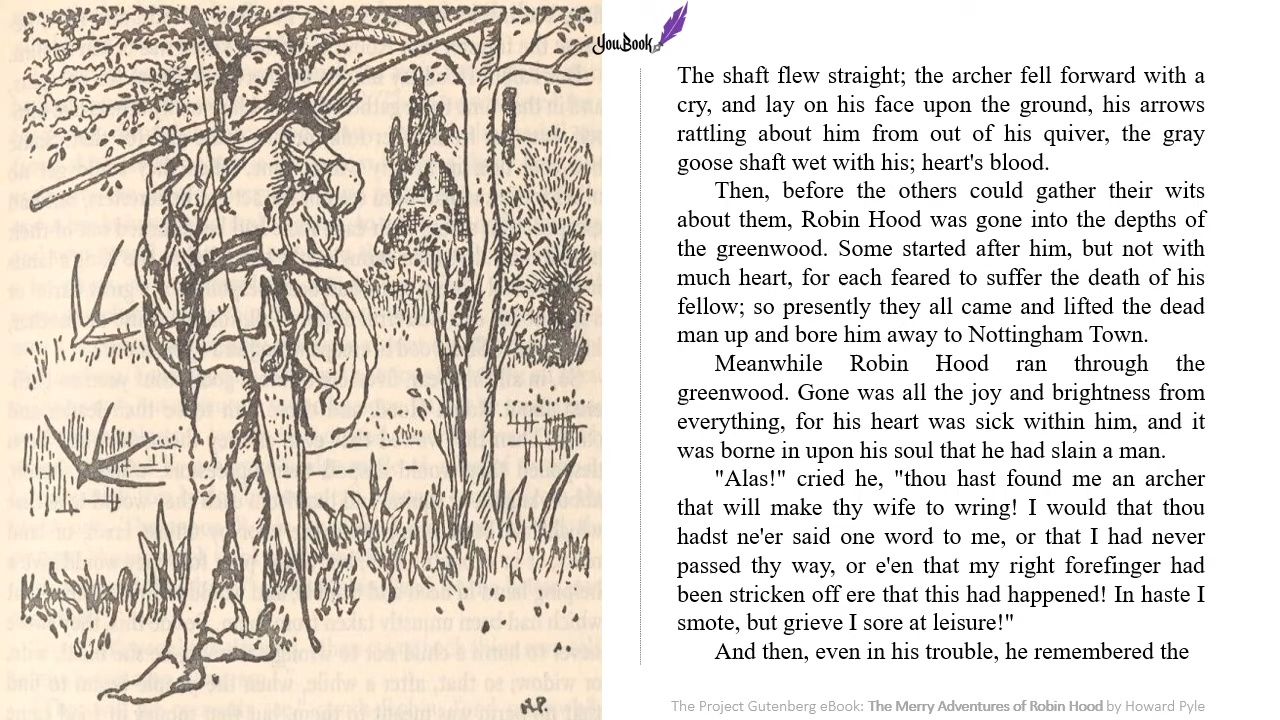 YouBook
The shaft flew straight; the archer fell forward with a
cry, and lay on his face upon the ground, his arrows
rattling about him from out of his quiver, the gray
goose shaft wet with his; heart's blood.
Then, before the others could gather their wits
about them, Robin Hood was gone into the depths of
the greenwood. Some started after him, but not with
much heart, for each feared to suffer the death of his
fellow; so presently they all came and lifted the dead
man up and bore him away to Nottingham Town.
Meanwhile Robin Hood ran through the
greenwood. Gone was all the joy and brightness from
everything, for his heart was sick within him, and it
was borne in upon his soul that he had slain a man.
"Alas!" cried he, "thou hast found me an archer
that will make thy wife to wring! I would that thou
hadst ne'er said one word to me, or that I had never
passed thy way, or e'en that my right forefinger had
been stricken off ere that this had happened! In haste I
smote, but grieve I sore at leisure!"
And then, even in his trouble, he remembered the
H.P.
The Project Gutenberg eBook: The Merry Adventures of Robin Hood by Howard Pyle